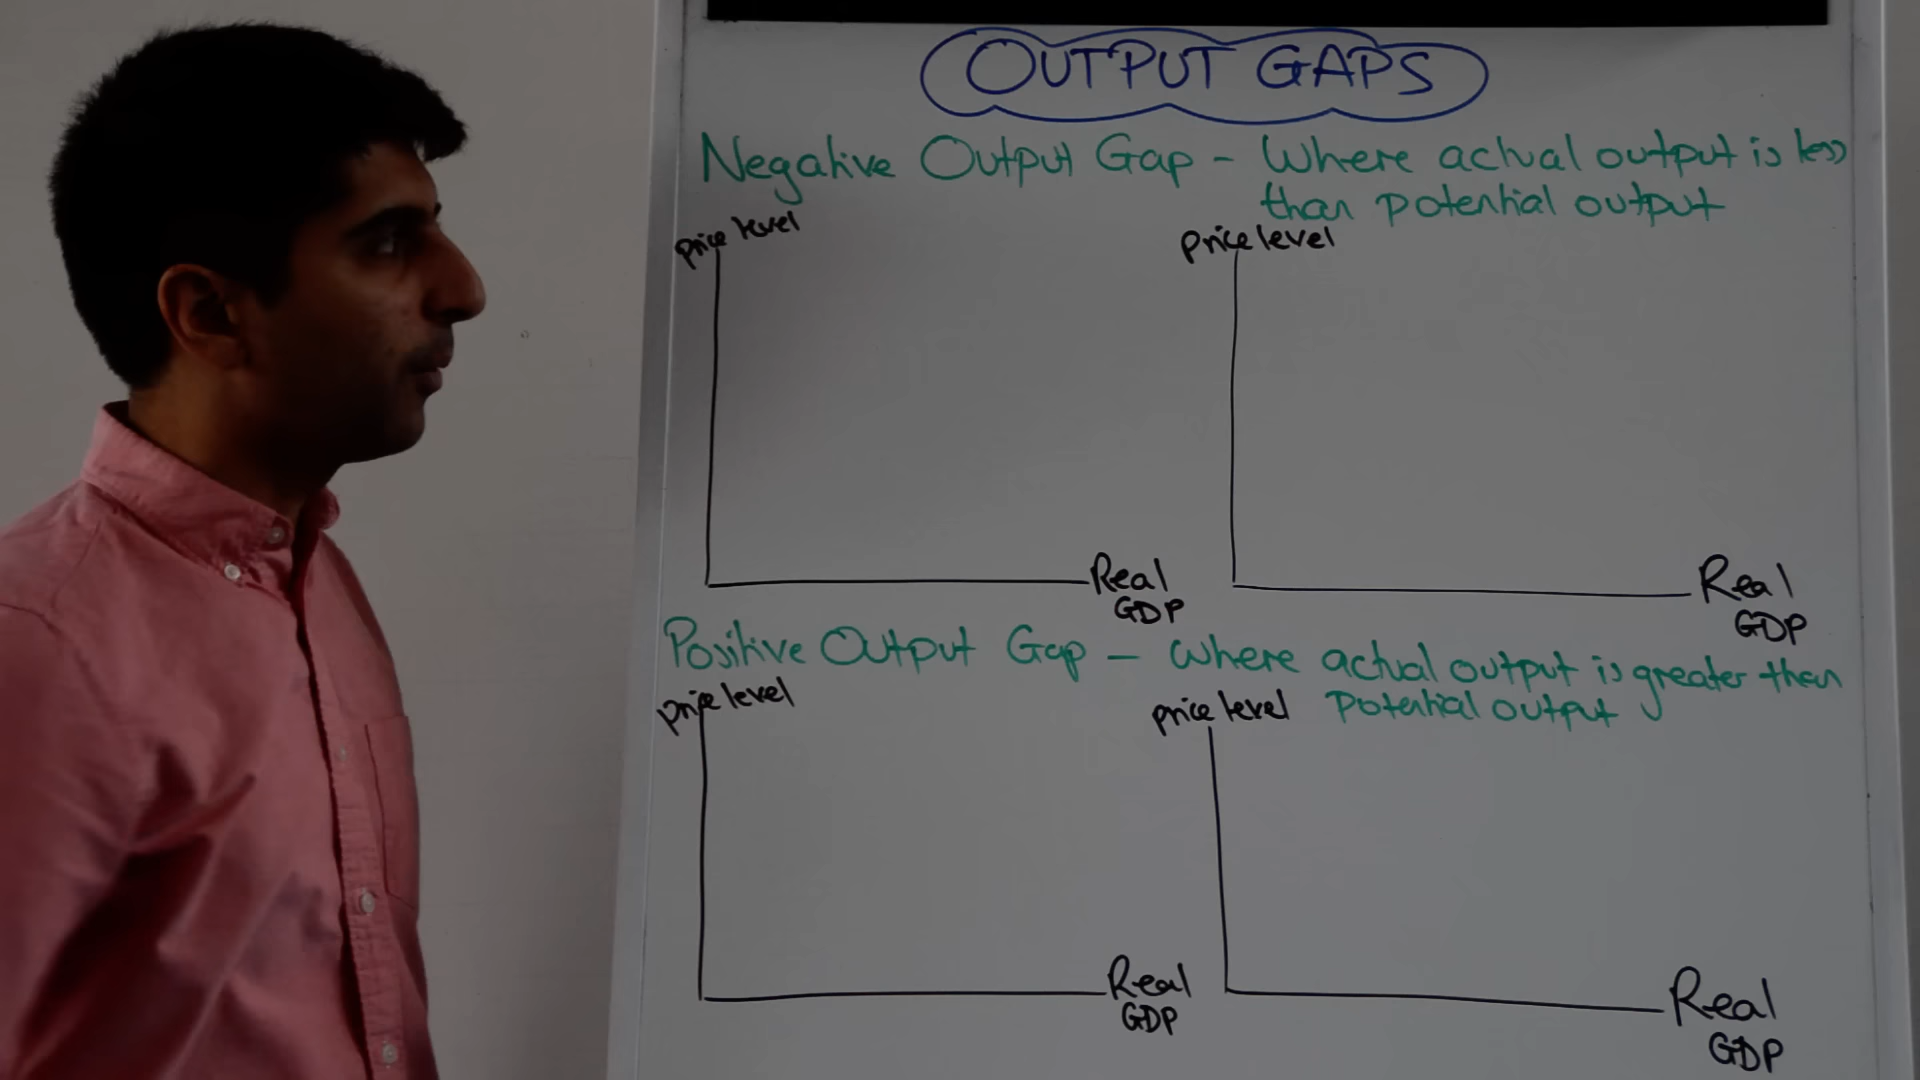 OUTPUT GAPS
Negative Output Gap - Where actual output is less
than potential output
price level
price level
Real
GDP
Real
GDP
Positive Output Gap - Where actual output is greater than
potential output
price level
price level
Real
GDP
Real
GDP